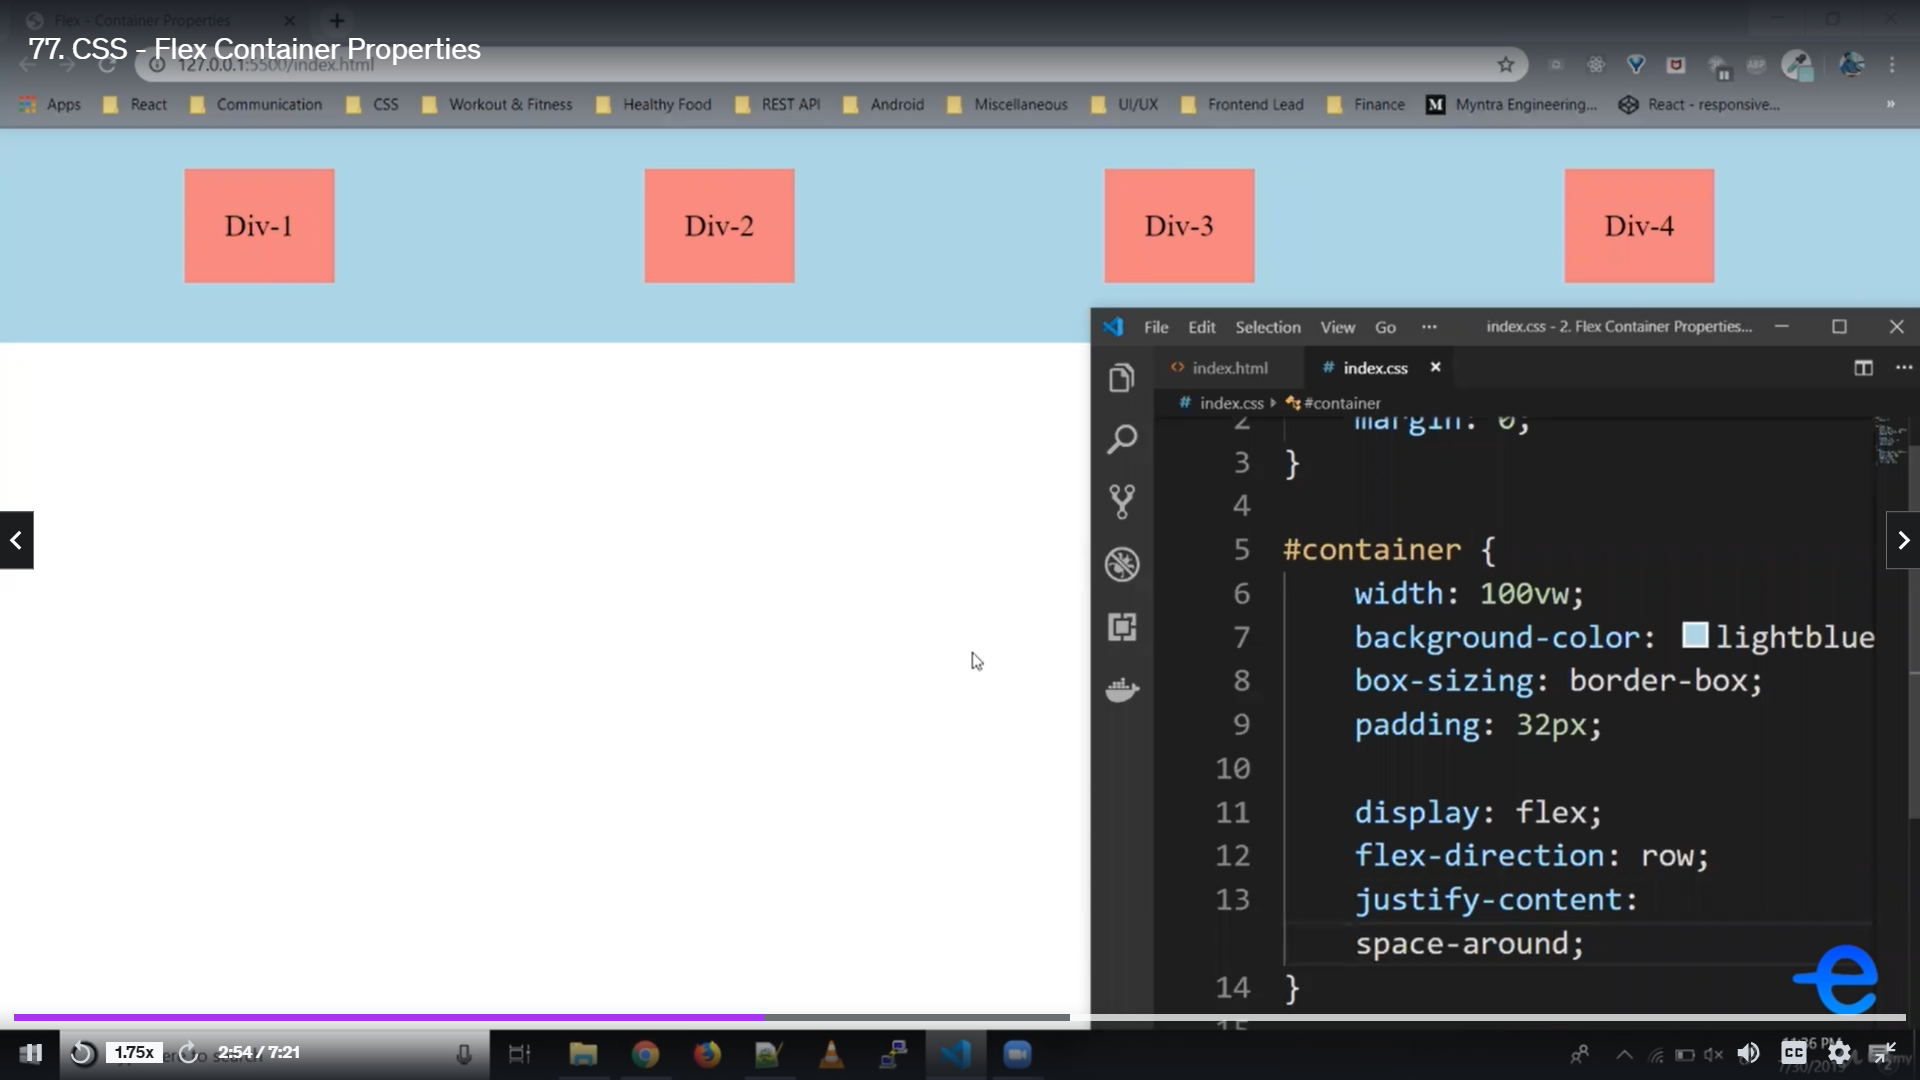 Flex - Container Properties
77. CSS - Flex Container Properties
127.0.0.1:5500/index.html
ABP
Apps React Communication CSS Workout & Fitness Healthy Food REST API Android Miscellaneous UI/UX Frontend Lead Finance M Myntra Engineering... React - responsive... »
Div-1 Div-2 Div-3 Div-4
File Edit Selection View Go ··· index.css - 2. Flex Container Properties...
<> index.html # index.css ×
# index.css #container
2 margin: 0;
3 }
4
5 #container {
6 width: 100vw;
7 background-color: lightblue
8 box-sizing: border-box;
9 padding: 32px;
10
11 display: flex;
12 flex-direction: row;
13 justify-content:
space-around;
14 }
15
e
1.75x to search 2:54 / 7:21 CC